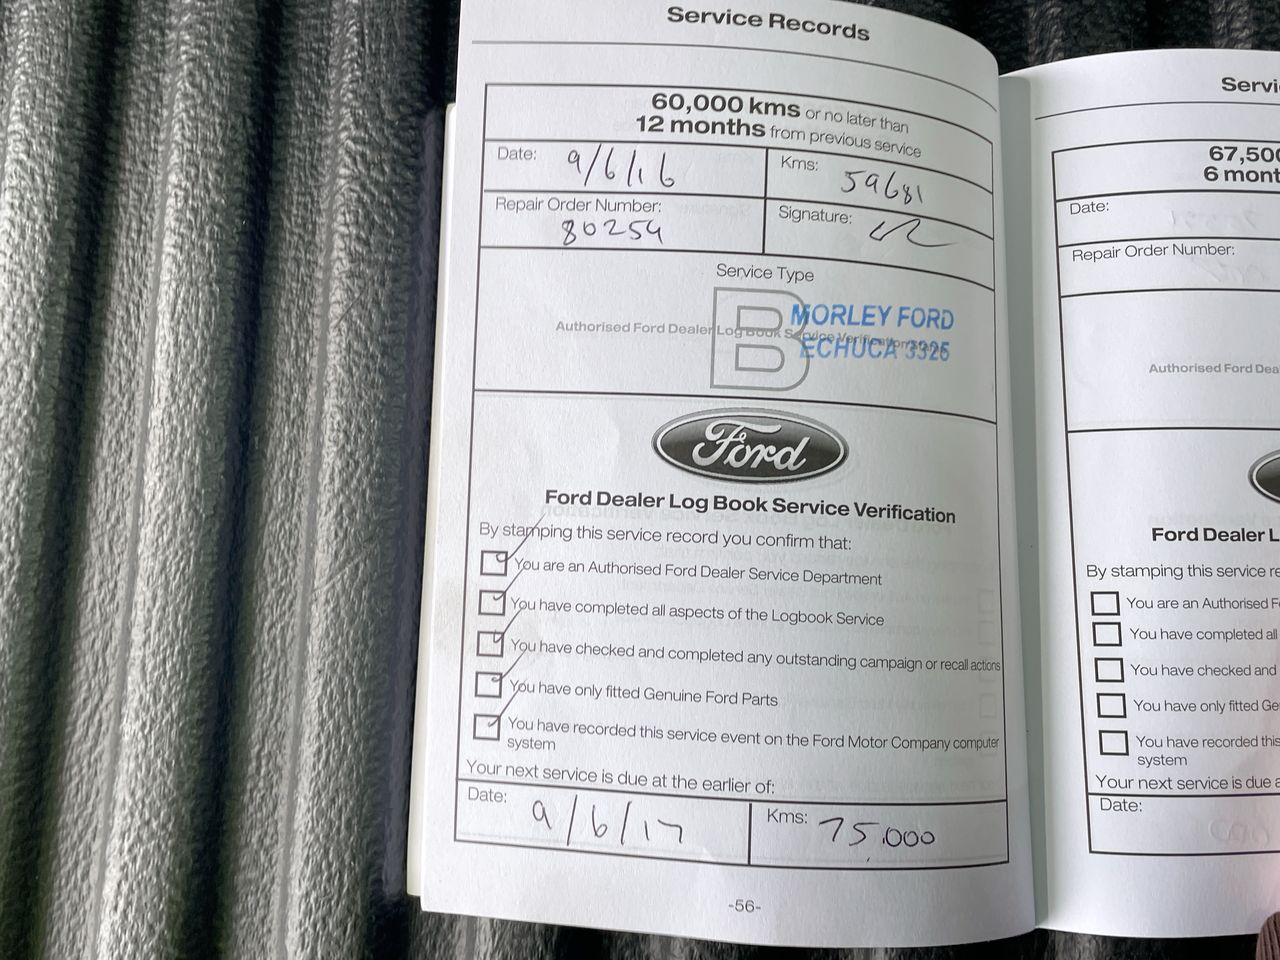 Service Records
60,000 kms or no later than
12 months from previous service
Date: 9/6/16
Kms: 59681
Repair Order Number: 80254
Signature:
Service Type
B
Authorised Ford Dealer Log Book Service Verification
MORLEY FORD
ECHUCA 3325
Ford
Ford Dealer Log Book Service Verification
By stamping this service record you confirm that:
You are an Authorised Ford Dealer Service Department
You have completed all aspects of the Logbook Service
You have checked and completed any outstanding campaign or recall actions
You have only fitted Genuine Ford Parts
You have recorded this service event on the Ford Motor Company computer
system
Your next service is due at the earlier of:
Date: 9/6/17
Kms: 75,000
-56-
Servi
67,500
6 mont
Date:
Repair Order Number:
Authorised Ford Dea
Ford Dealer L
By stamping this service re
You are an Authorised F
You have completed all
You have checked and
You have only fitted Ge
You have recorded this
system
Your next service is due a
Date: